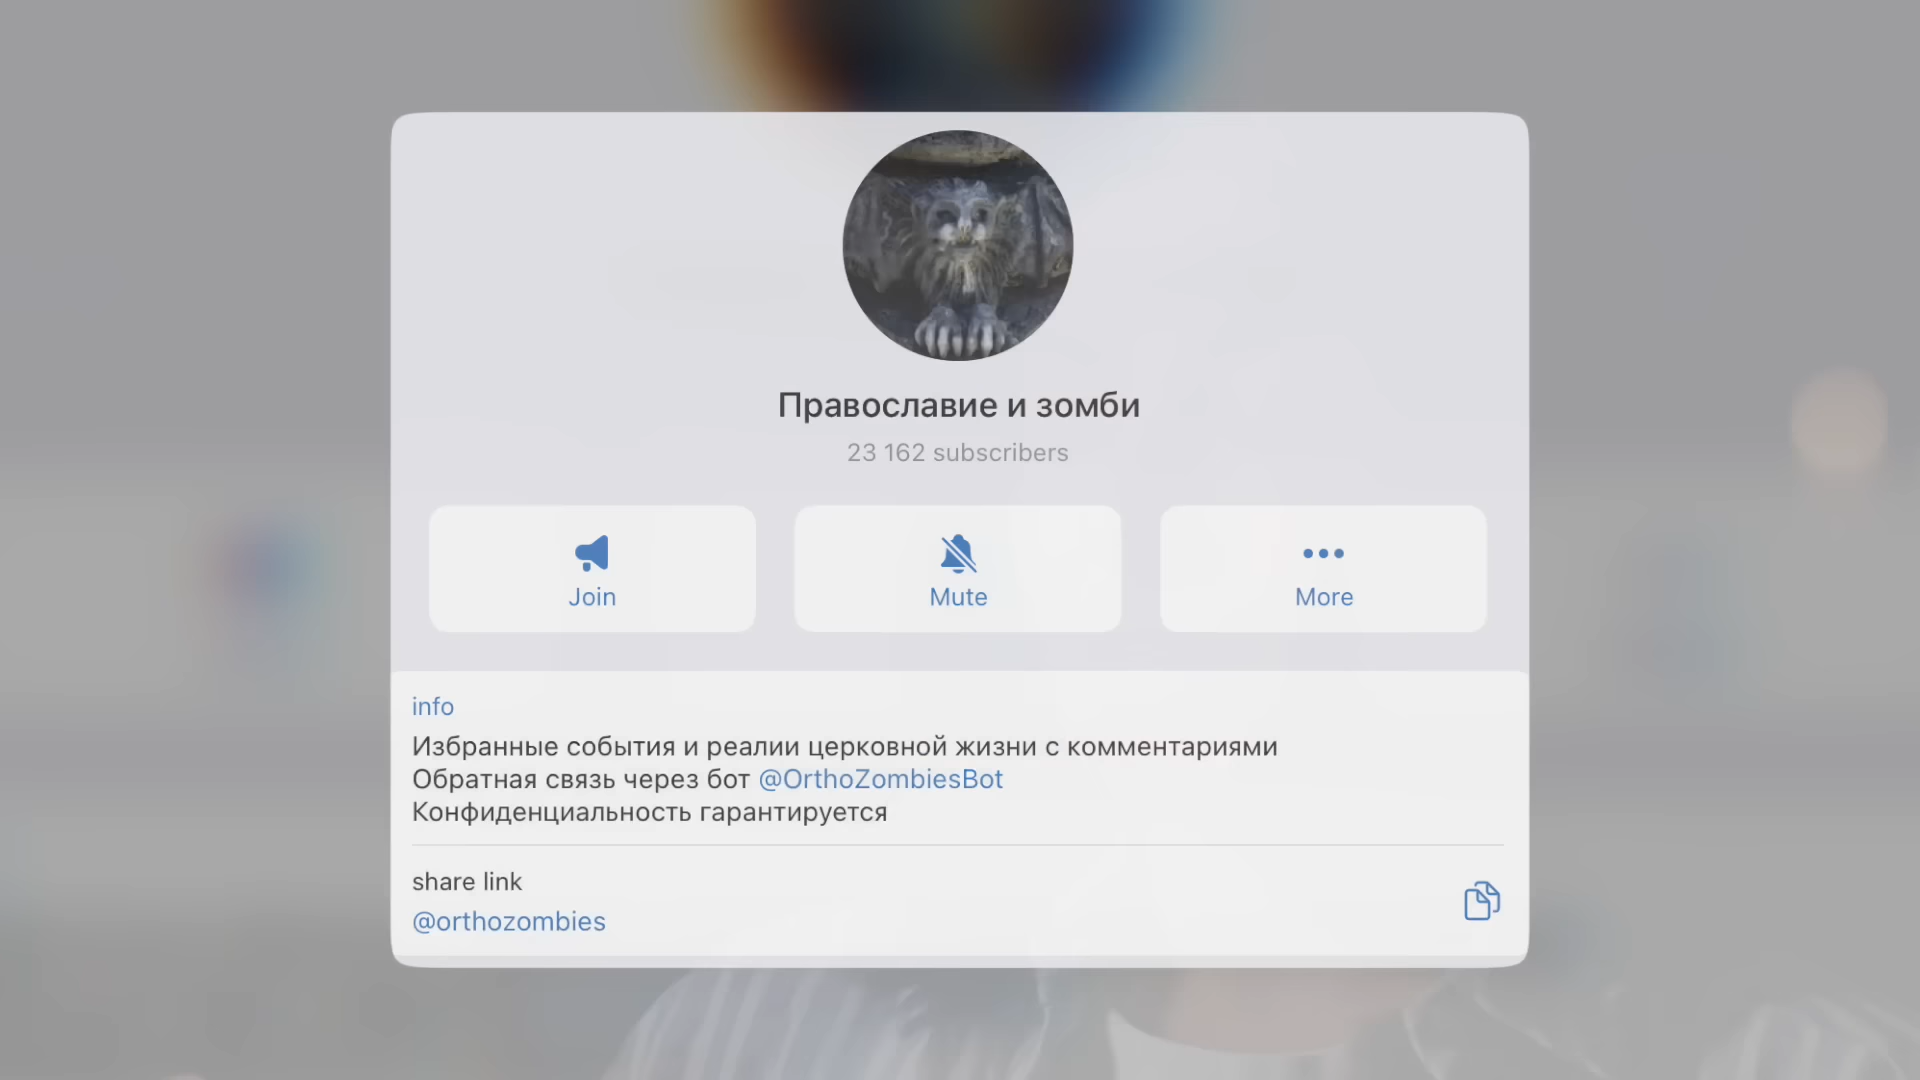 Православие и зомби
23 162 subscribers
Join
Mute
More
info
Избранные события и реалии церковной жизни с комментариями
Обратная связь через бот @OrthoZombiesBot
Конфиденциальность гарантируется
share link
@orthozombies